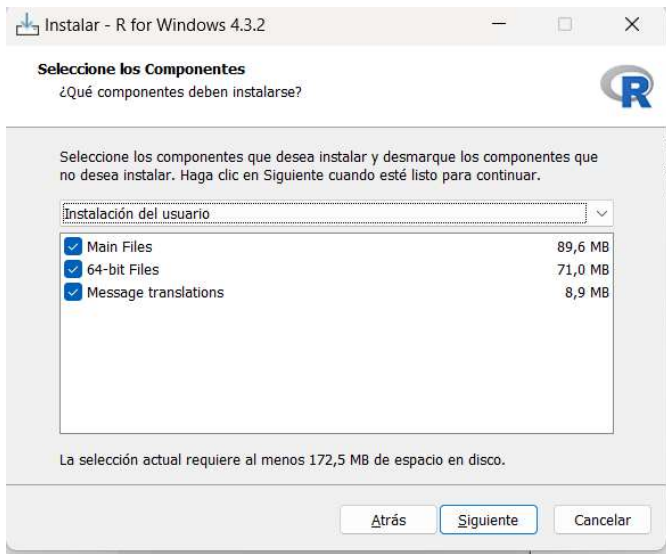 Instalar - R for Windows 4.3.2
Seleccione los Componentes
¿Qué componentes deben instalarse?
R
Seleccione los componentes que desea instalar y desmarque los componentes que
no desea instalar. Haga clic en Siguiente cuando esté listo para continuar.
Instalación del usuario
Main Files 89,6 MB
64-bit Files 71,0 MB
Message translations 8,9 MB
La selección actual requiere al menos 172,5 MB de espacio en disco.
Atrás Siguiente Cancelar